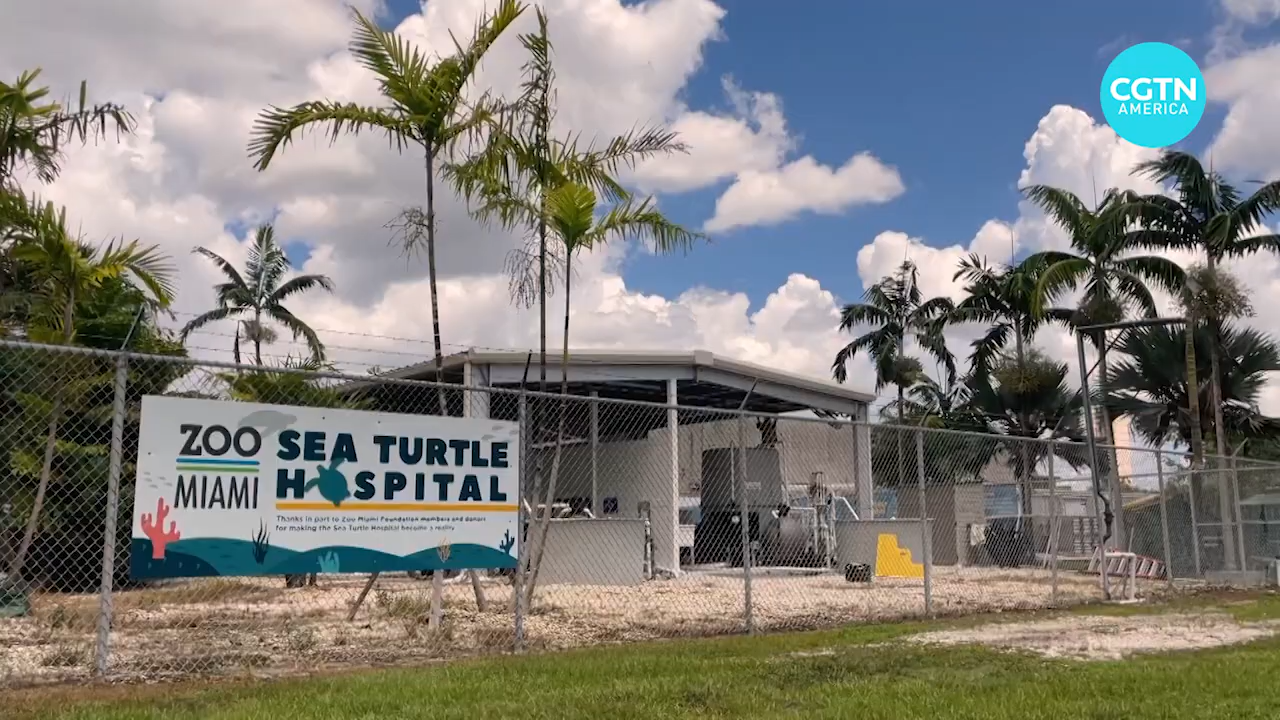 CGTN
AMERICA
ZOO
MIAMI
SEA TURTLE
HOSPITAL
Thanks in part to Zoo Miami Foundation members and donors
for making the Sea Turtle Hospital become a reality.